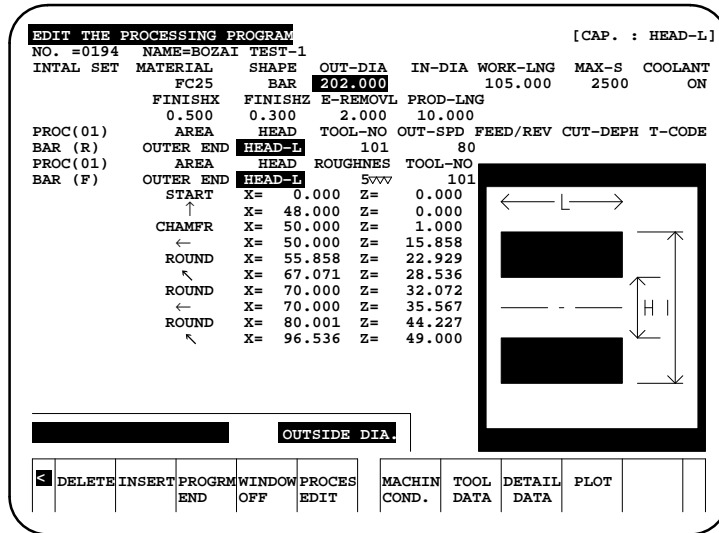 EDIT THE PROCESSING PROGRAM [CAP. : HEAD-L]
NO. =0194 NAME=BOZAI TEST-1
INTAL SET MATERIAL SHAPE OUT-DIA IN-DIA WORK-LNG MAX-S COOLANT
FC25 BAR 202.000 105.000 2500 ON
FINISHX FINISHZ E-REMOVL PROD-LNG
0.500 0.300 2.000 10.000
PROC(01) AREA HEAD TOOL-NO OUT-SPD FEED/REV CUT-DEPH T-CODE
BAR (R) OUTER END HEAD-L 101 80
PROC(01) AREA HEAD ROUGHNES TOOL-NO
BAR (F) OUTER END HEAD-L 5▽▽▽ 101
START X= 0.000 Z= 0.000
↑ X= 48.000 Z= 0.000
CHAMFR X= 50.000 Z= 1.000
← X= 50.000 Z= 15.858
ROUND X= 55.858 Z= 22.929
↖ X= 67.071 Z= 28.536
ROUND X= 70.000 Z= 32.072
← X= 70.000 Z= 35.567
ROUND X= 80.001 Z= 44.227
↖ X= 96.536 Z= 49.000
L
H I
OUTSIDE DIA.
< DELETE INSERT PROGRM WINDOW PROCES MACHIN TOOL DETAIL PLOT
END OFF EDIT COND. DATA DATA